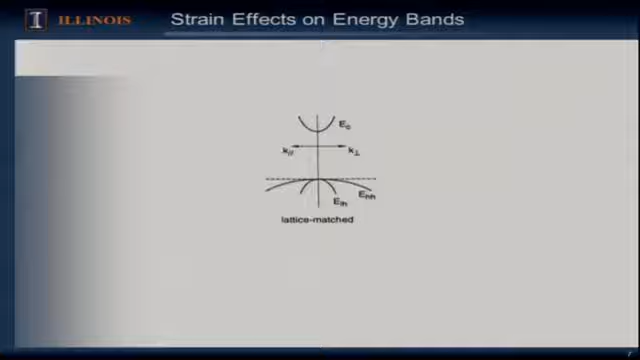 I ILLINOIS
Strain Effects on Energy Bands
Ec
k// k⊥
Ehh
Elh
lattice-matched